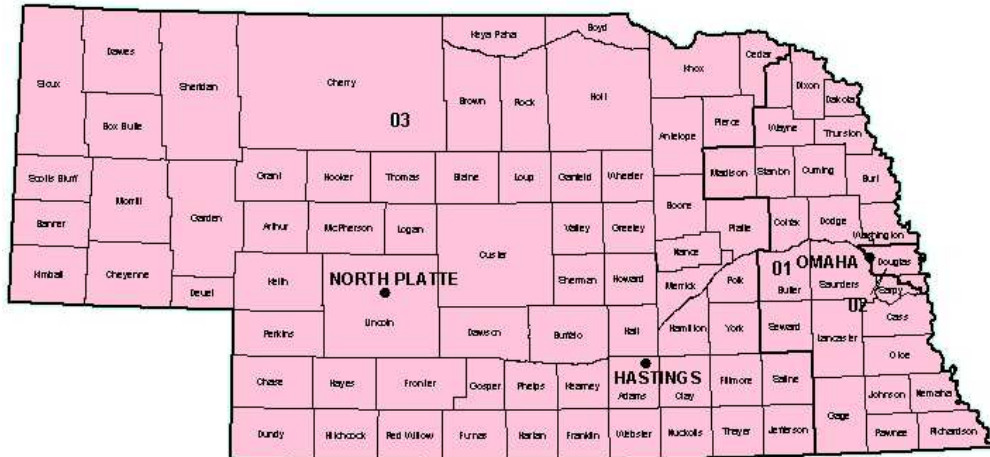 Keya Paha
Boyd
Dawes
Knox
Cedar
Sioux
Sheridan
Cherry
Dixon
Dakota
Brown
Rock
Holt
Box Butte
03
Pierce
Wayne
Thurston
Antelope
Scotts Bluff
Grant
Hooker
Thomas
Blaine
Loup
Garfield
Wheeler
Madison
Stanton
Cuming
Burt
Morrill
Garden
Boone
Banner
Arthur
McPherson
Logan
Valley
Greeley
Platte
Colfax
Dodge
Washington
Custer
Nance
Kimball
Cheyenne
Keith
NORTH PLATTE
Sherman
Howard
Merrick
Polk
01
OMAHA
Douglas
Deuel
Butler
Saunders
Sarpy
02
Lincoln
Cass
Perkins
Dawson
Buffalo
Hall
Hamilton
York
Seward
Lancaster
Otoe
Chase
Hayes
Frontier
Gosper
Phelps
Kearney
HASTINGS
Adams
Clay
Fillmore
Saline
Johnson
Nemaha
Gage
Dundy
Hitchcock
Red Willow
Furnas
Harlan
Franklin
Webster
Nuckolls
Thayer
Jefferson
Pawnee
Richardson